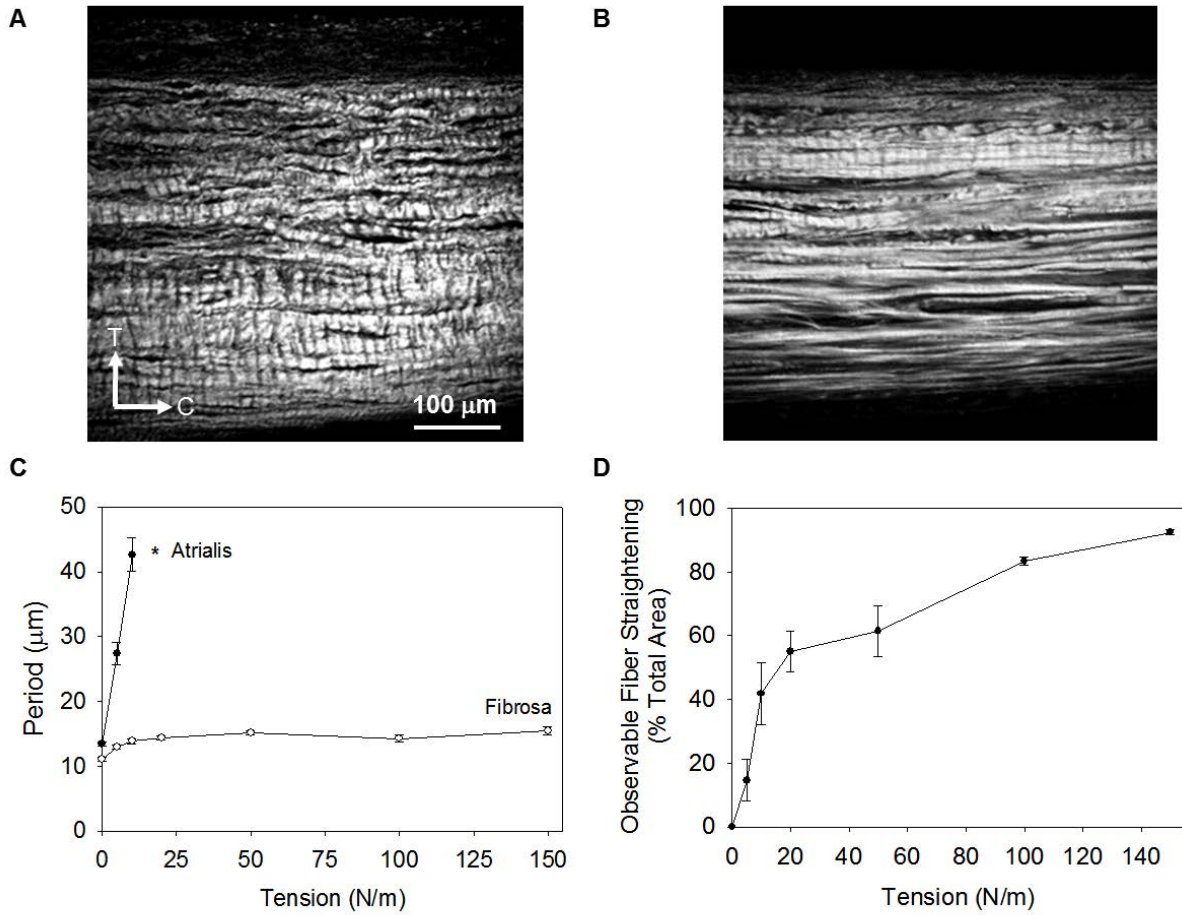 A
B
T
C
100 μm
C
D
50
40
30
20
10
0
Period (μm)
* Atrialis
Fibrosa
0 25 50 75 100 125 150
Tension (N/m)
100
80
60
40
20
0
Observable Fiber Straightening
(% Total Area)
0 20 40 60 80 100 120 140
Tension (N/m)